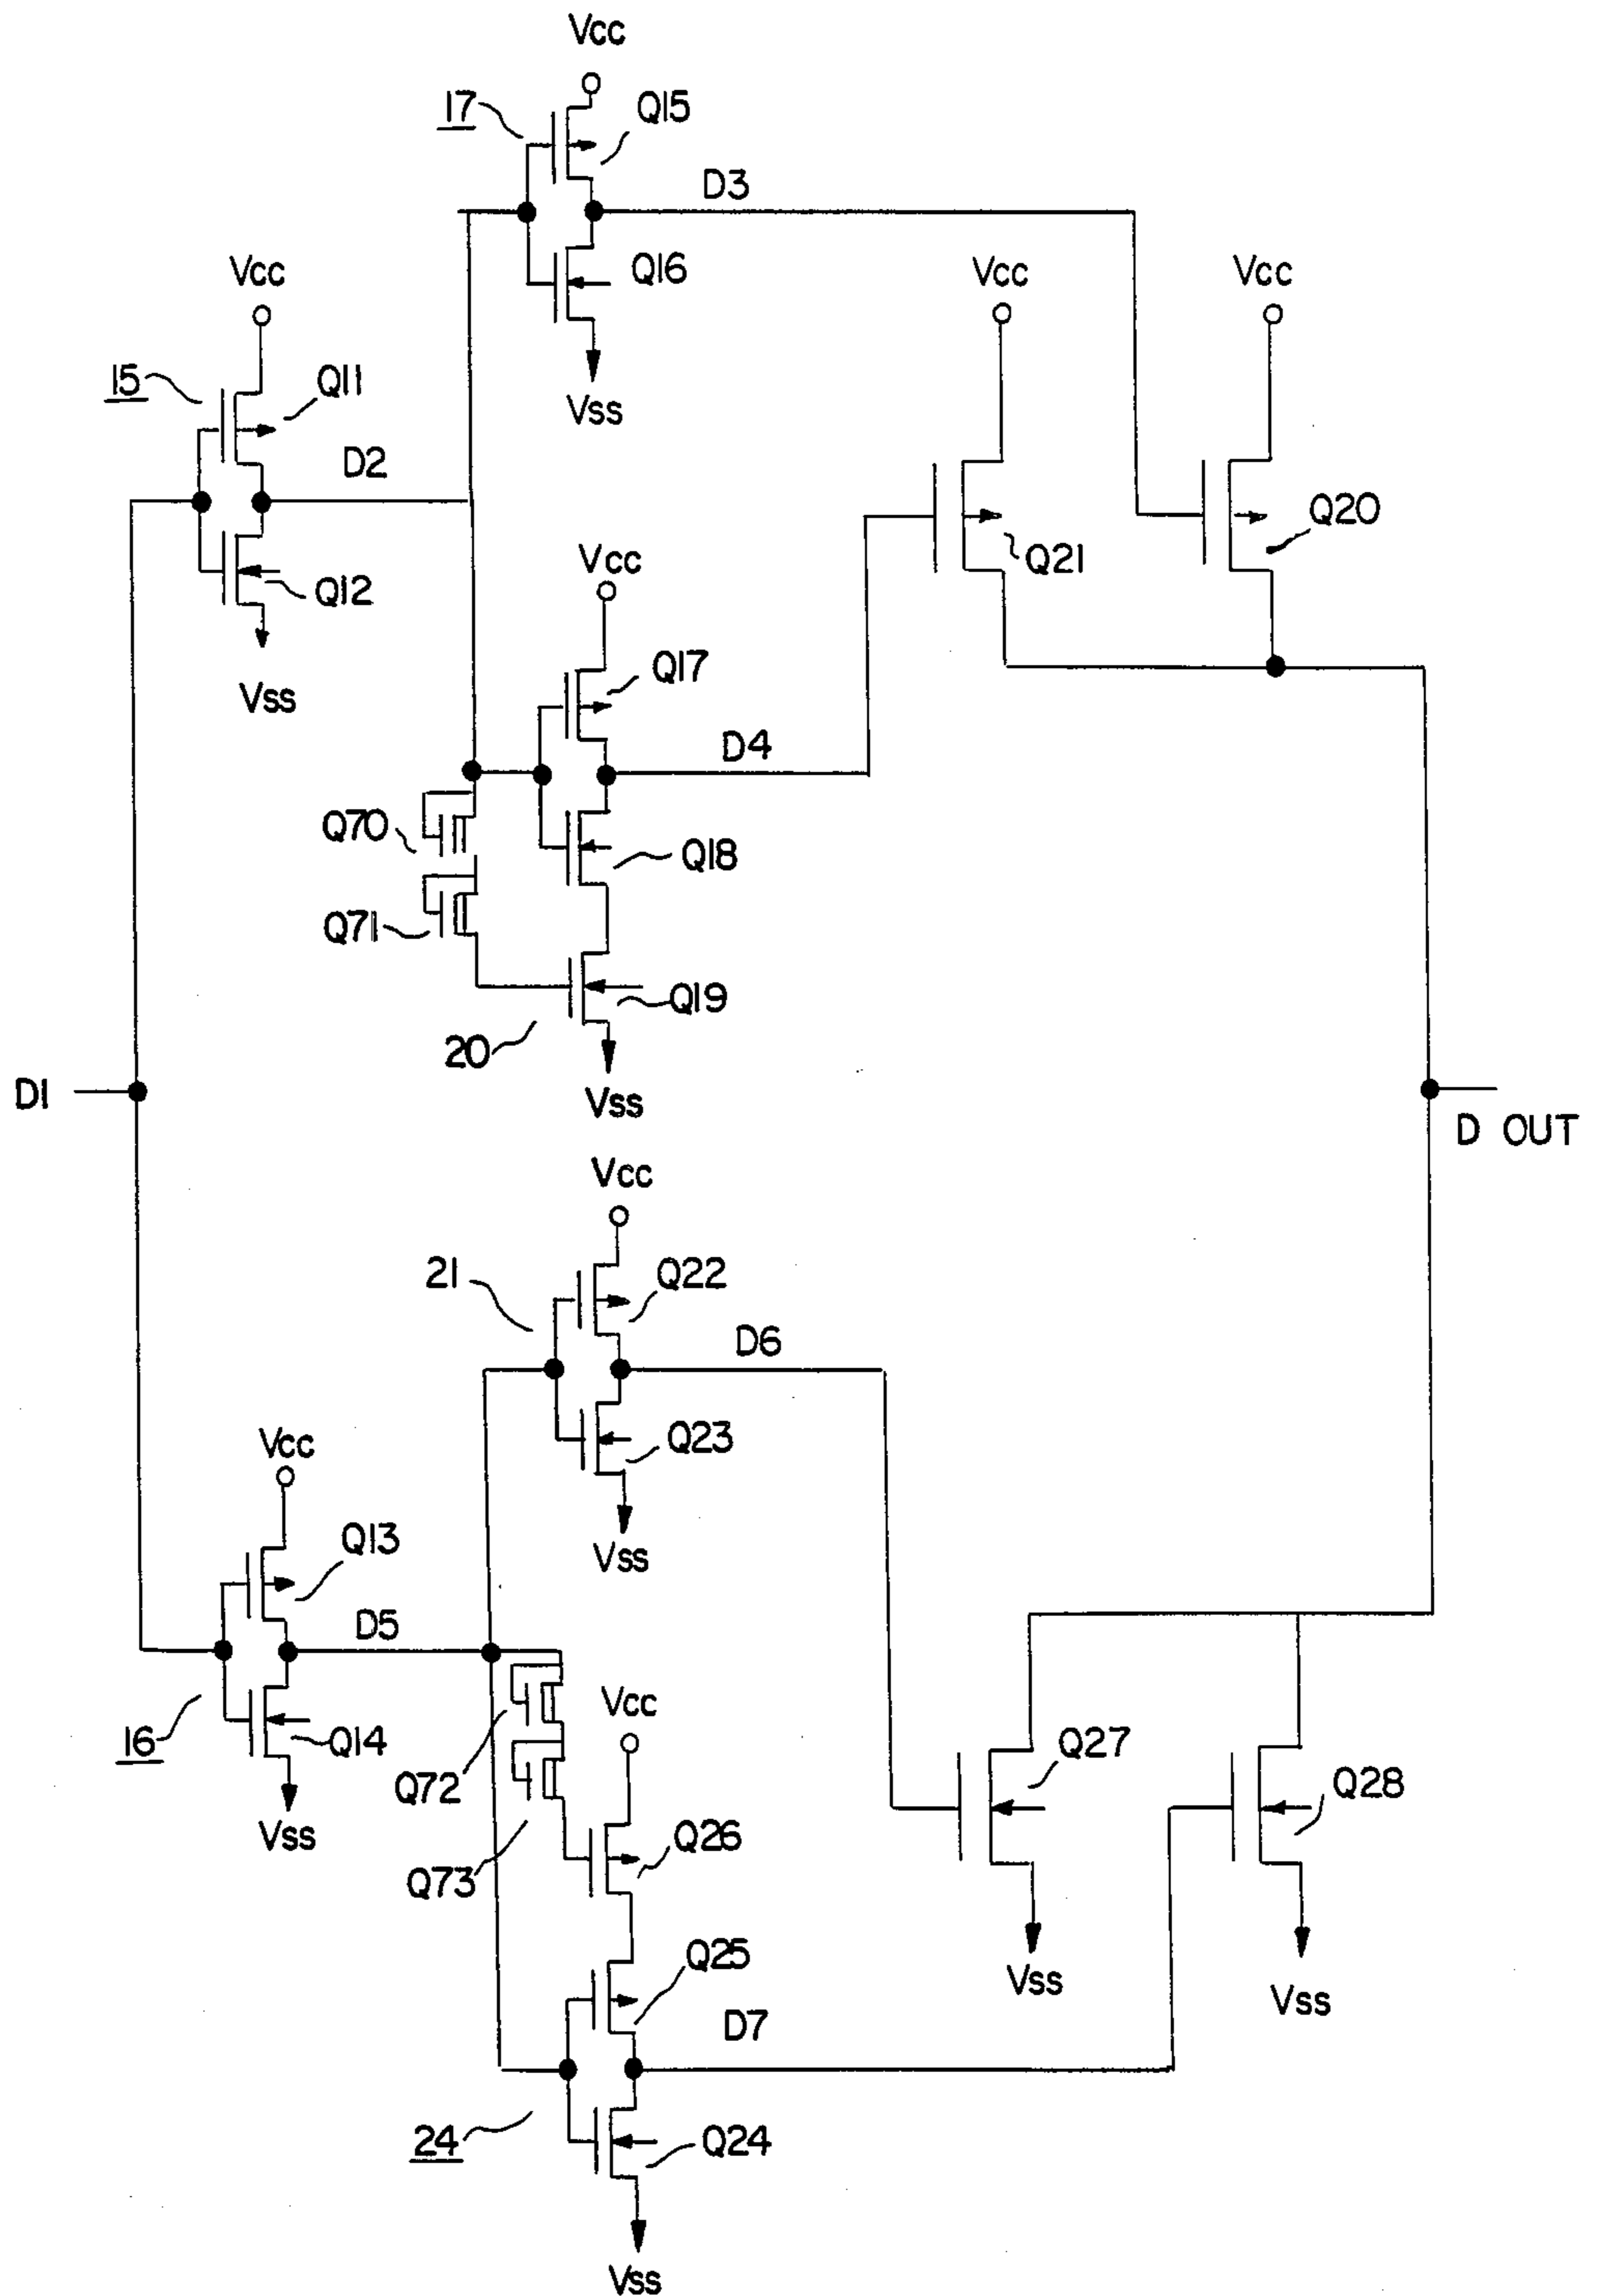 Vcc
17
Q15
D3
Q16
Vcc
Vcc
Vcc
Vss
15
Q11
D2
Q20
Q21
Vcc
Q12
Q17
Vss
D4
Q70
Q18
Q71
Q19
20
D1
Vss
D OUT
Vcc
21
Q22
D6
Q23
Vcc
Q13
Vss
D5
Vcc
Q14
16
Q27
Q72
Q28
Vss
Q26
Q73
Q25
Vss
Vss
D7
24
Q24
Vss